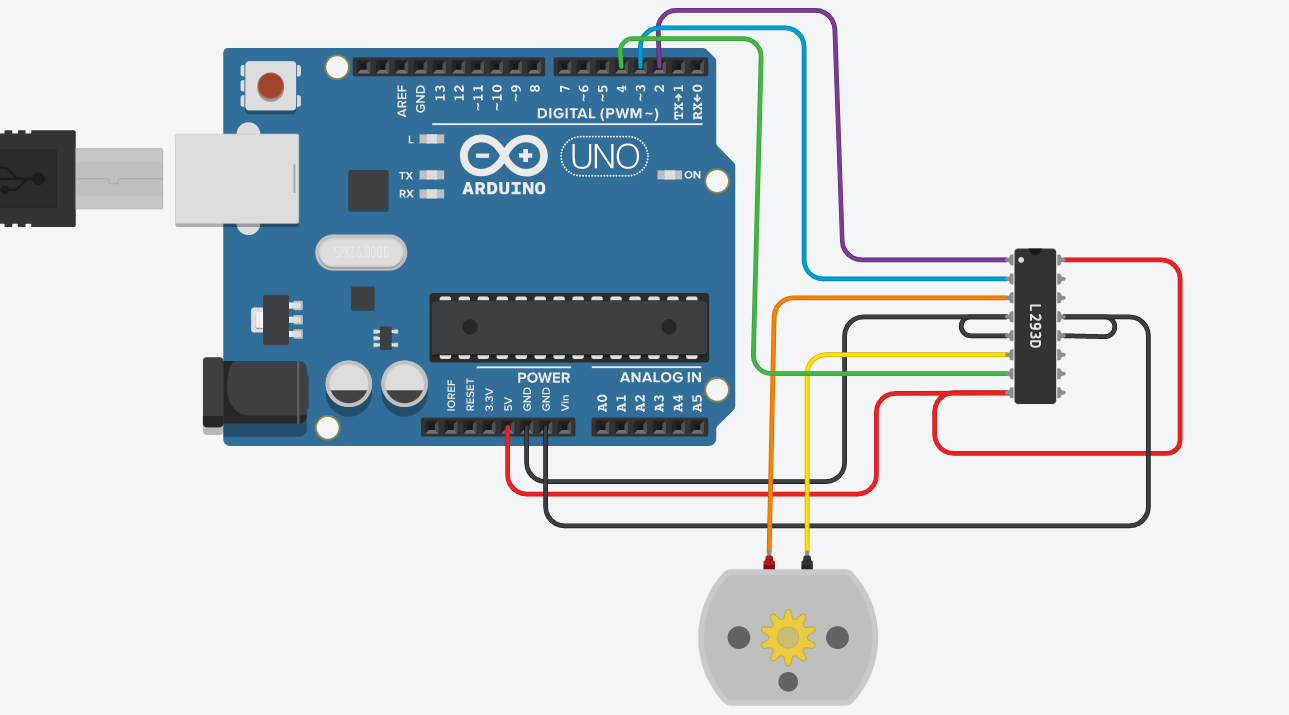 AREF
GND
13
12
~11
~10
~9
8
7
~6
~5
4
~3
2
TX→1
RX←0
DIGITAL (PWM~)
L
TX
RX
ARDUINO
UNO
ON
SPK16.000G
L293D
POWER
ANALOG IN
IOREF
RESET
3.3V
5V
GND
GND
Vin
A0
A1
A2
A3
A4
A5